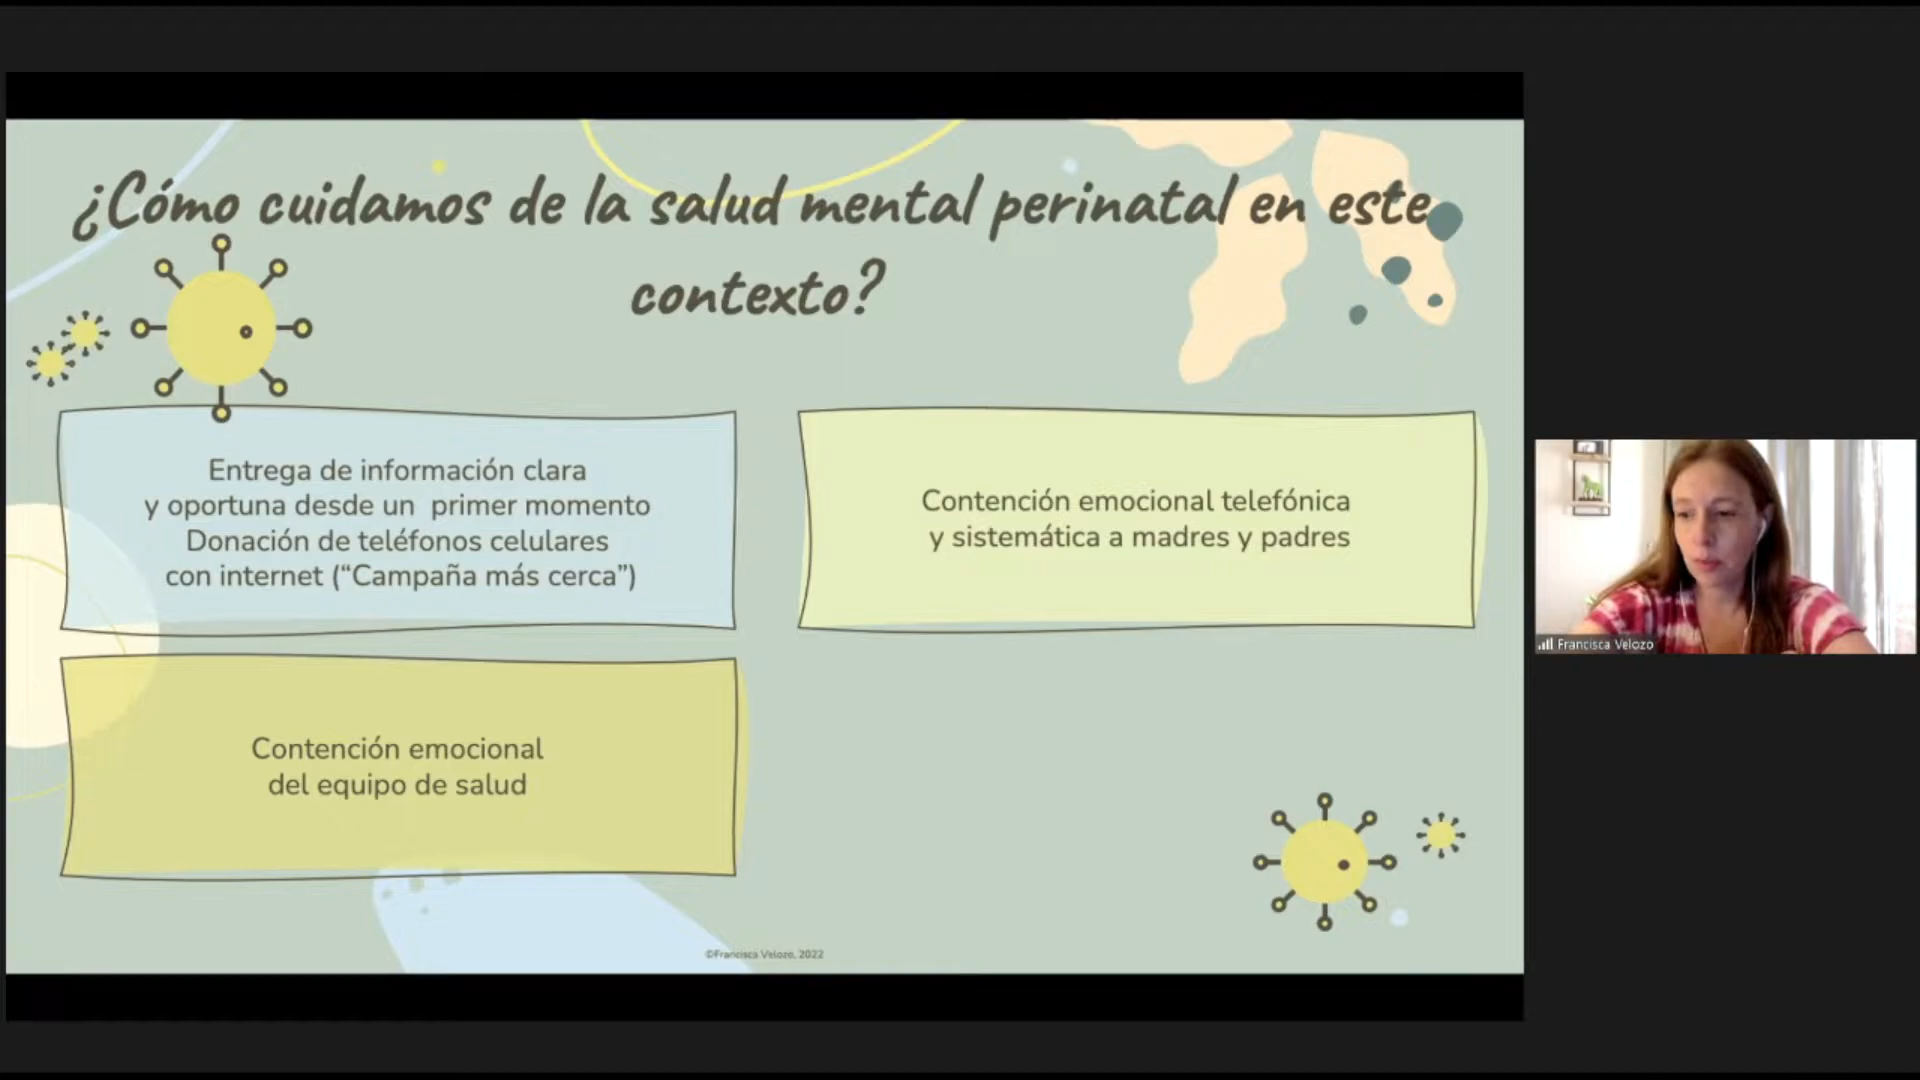 ¿Cómo cuidamos de la salud mental perinatal en este
contexto?
Entrega de información clara
y oportuna desde un primer momento
Donación de teléfonos celulares
con internet (“Campaña más cerca”)
Contención emocional telefónica
y sistemática a madres y padres
Contención emocional
del equipo de salud
©Francisca Velozo, 2022
Francisca Velozo